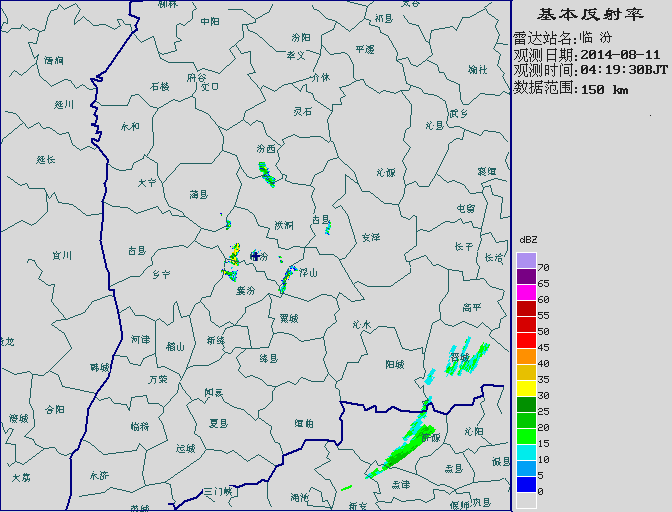 基本反射率
雷达站名:临 汾
观测日期:2014-08-11
观测时间:04:19:30BJT
数据范围:150 km
dBZ
70
65
60
55
50
45
40
35
30
25
20
15
10
5
0
柳林
中阳
汾阳
孝义
平遥
祁县
清涧
石楼
交口
介休
榆社
延川
灵石
武乡
永和
沁县
汾西
延长
大宁
蒲县
沁源
襄垣
屯留
洪洞
古县
安泽
长平
长治
宜川
吉县
乡宁
汾
浮山
襄汾
高平
翼城
沁水
河津
稷山
新绛
绛县
阳城
晋城
韩城
万荣
闻喜
合阳
澄城
临猗
夏县
垣曲
沁阳
济源
运城
孟县
温县
大荔
永济
三门峡
渑池
孟津
新安
偃师
巩县
芮城